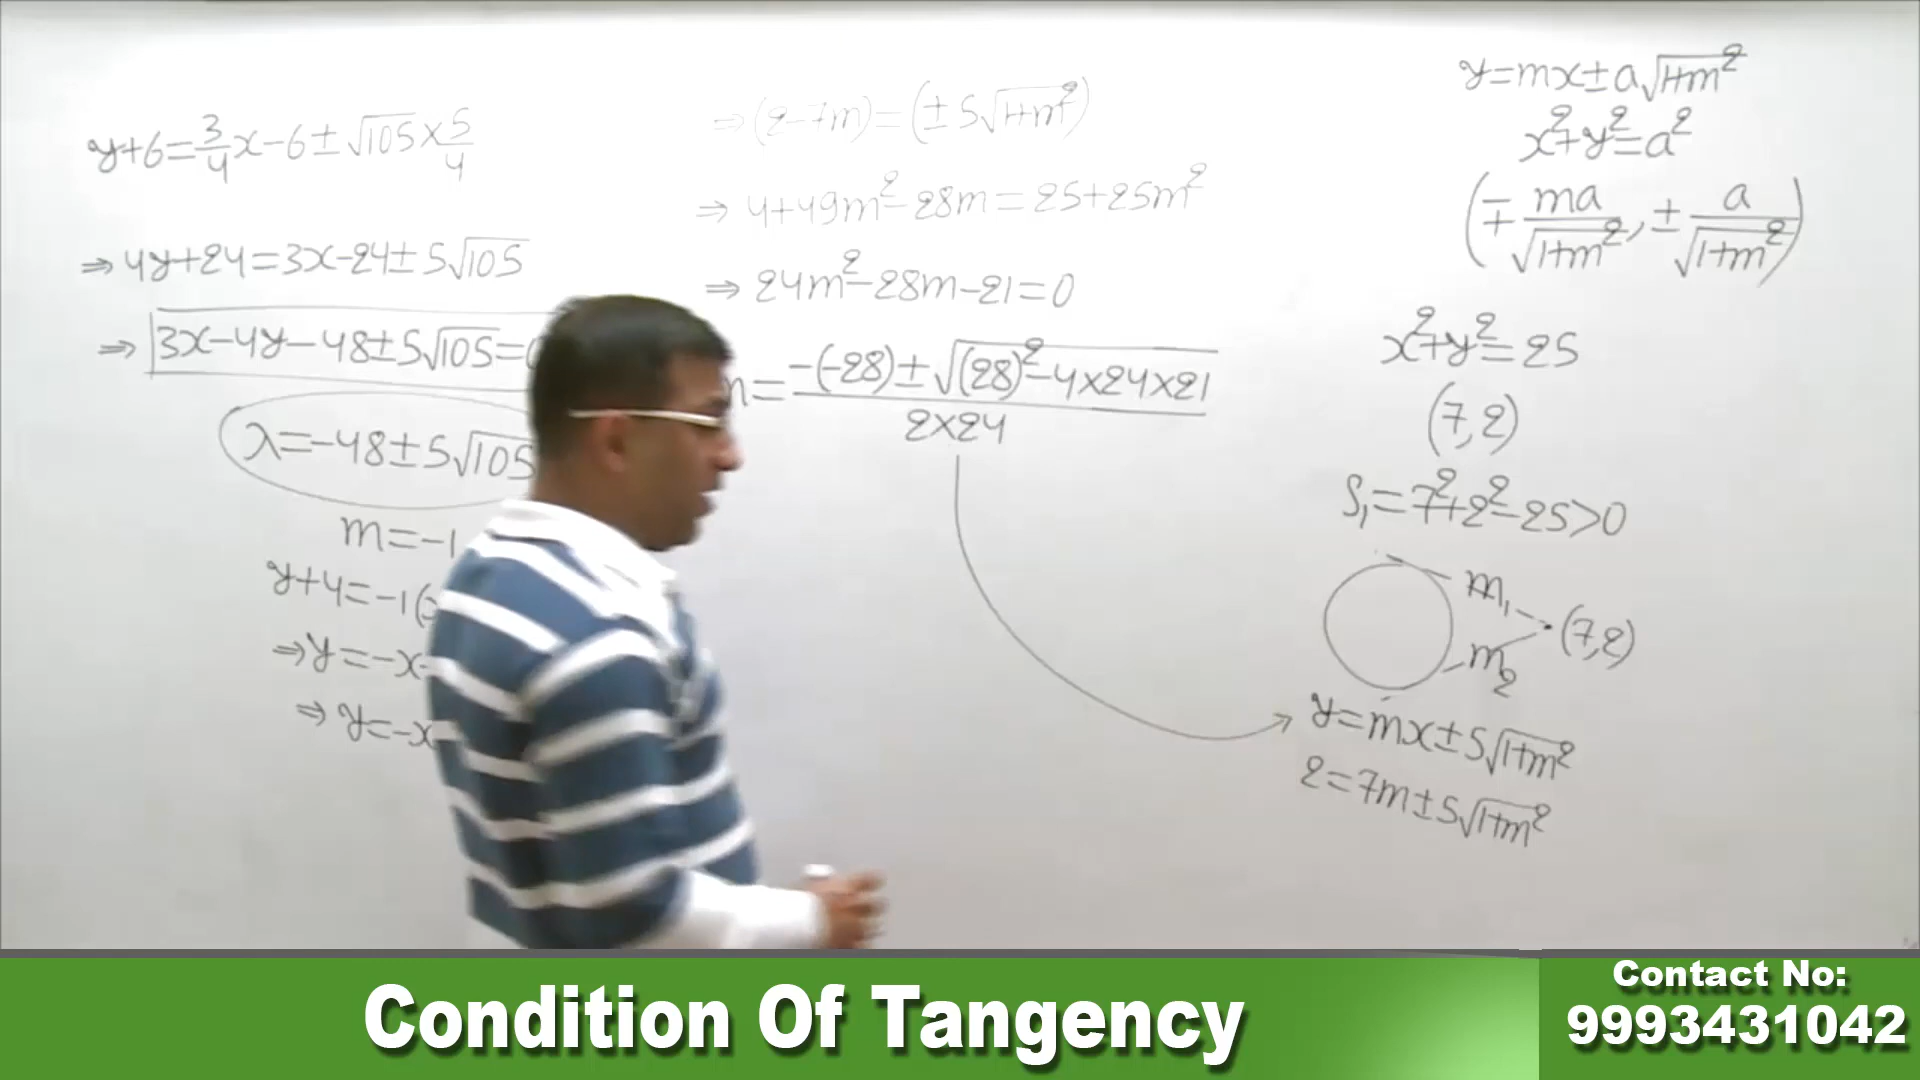 y+6=3/4x-6±√105×5/4
⇒4y+24=3x-24±5√105
⇒ 3x-4y-48±5√105=
λ=-48±5√105
m=-1
y+4=-1(
⇒y=-x-
⇒ y=-x
⇒(2-7m)=(±5√1+m²)
⇒ 4+49m²-28m=25+25m²
⇒ 24m²-28m-21=0
=-(-28)±√(28)²-4×24×21
2×24
y=mx±a√1+m²
x²+y²=a²
(∓ma/√1+m², ±a/√1+m²)
x²+y²=25
(7,2)
S₁=7²+2²-25>0
m₁
(7,2)
m₂
y=mx±5√1+m²
2=7m±5√1+m²
Condition Of Tangency
Contact No:
9993431042